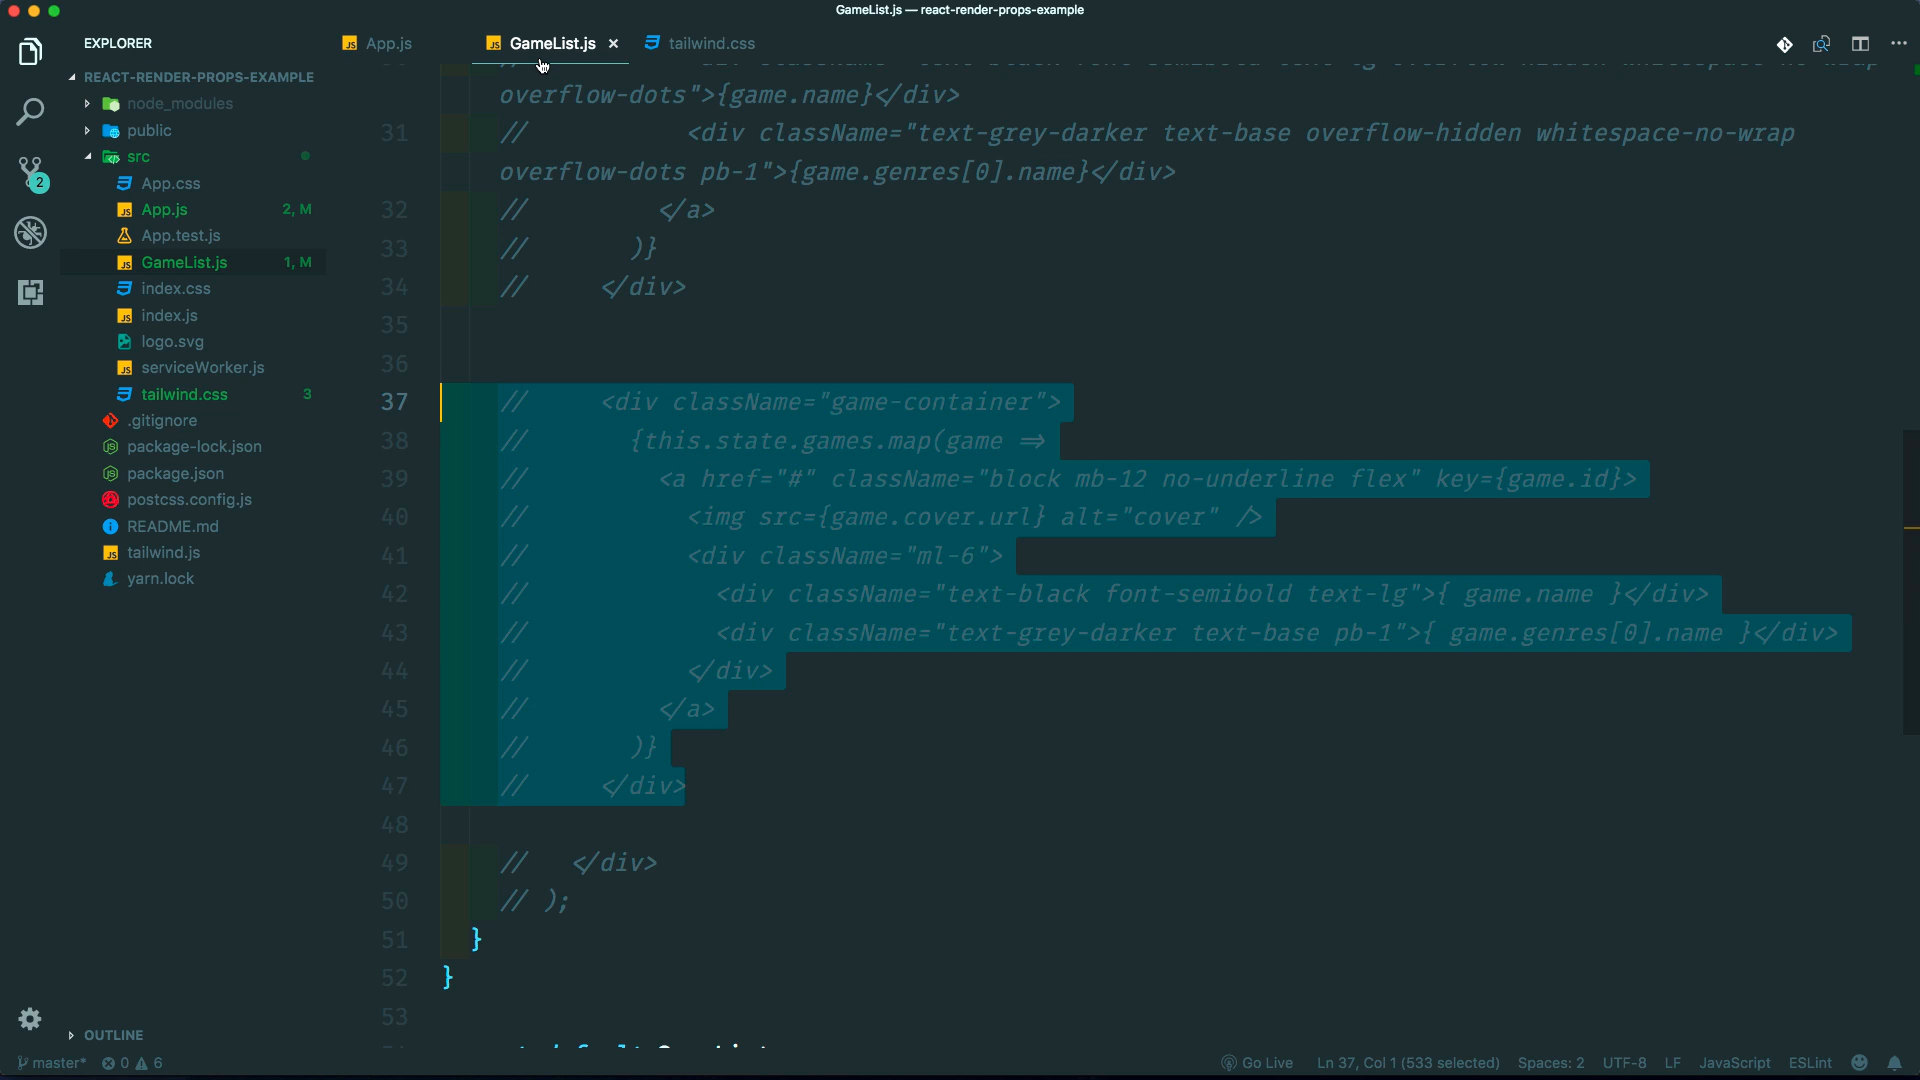 GameList.js — react-render-props-example
EXPLORER
App.js
GameList.js ×
tailwind.css
REACT-RENDER-PROPS-EXAMPLE
node_modules
public
src
App.css
App.js 2, M
App.test.js
GameList.js 1, M
index.css
index.js
logo.svg
serviceWorker.js
tailwind.css 3
.gitignore
package-lock.json
package.json
postcss.config.js
README.md
tailwind.js
yarn.lock
2
overflow-dots">{game.name}</div>
31 // <div className="text-grey-darker text-base overflow-hidden whitespace-no-wrap
overflow-dots pb-1">{game.genres[0].name}</div>
32 // </a>
33 // )}
34 // </div>
35
36
37 // <div className="game-container">
38 // {this.state.games.map(game =>
39 // <a href="#" className="block mb-12 no-underline flex" key={game.id}>
40 // <img src={game.cover.url} alt="cover" />
41 // <div className="ml-6">
42 // <div className="text-black font-semibold text-lg">{ game.name }</div>
43 // <div className="text-grey-darker text-base pb-1">{ game.genres[0].name }</div>
44 // </div>
45 // </a>
46 // )}
47 // </div>
48
49 // </div>
50 // );
51 }
52 }
53
OUTLINE
master* 0 6
Go Live Ln 37, Col 1 (533 selected) Spaces: 2 UTF-8 LF JavaScript ESLint